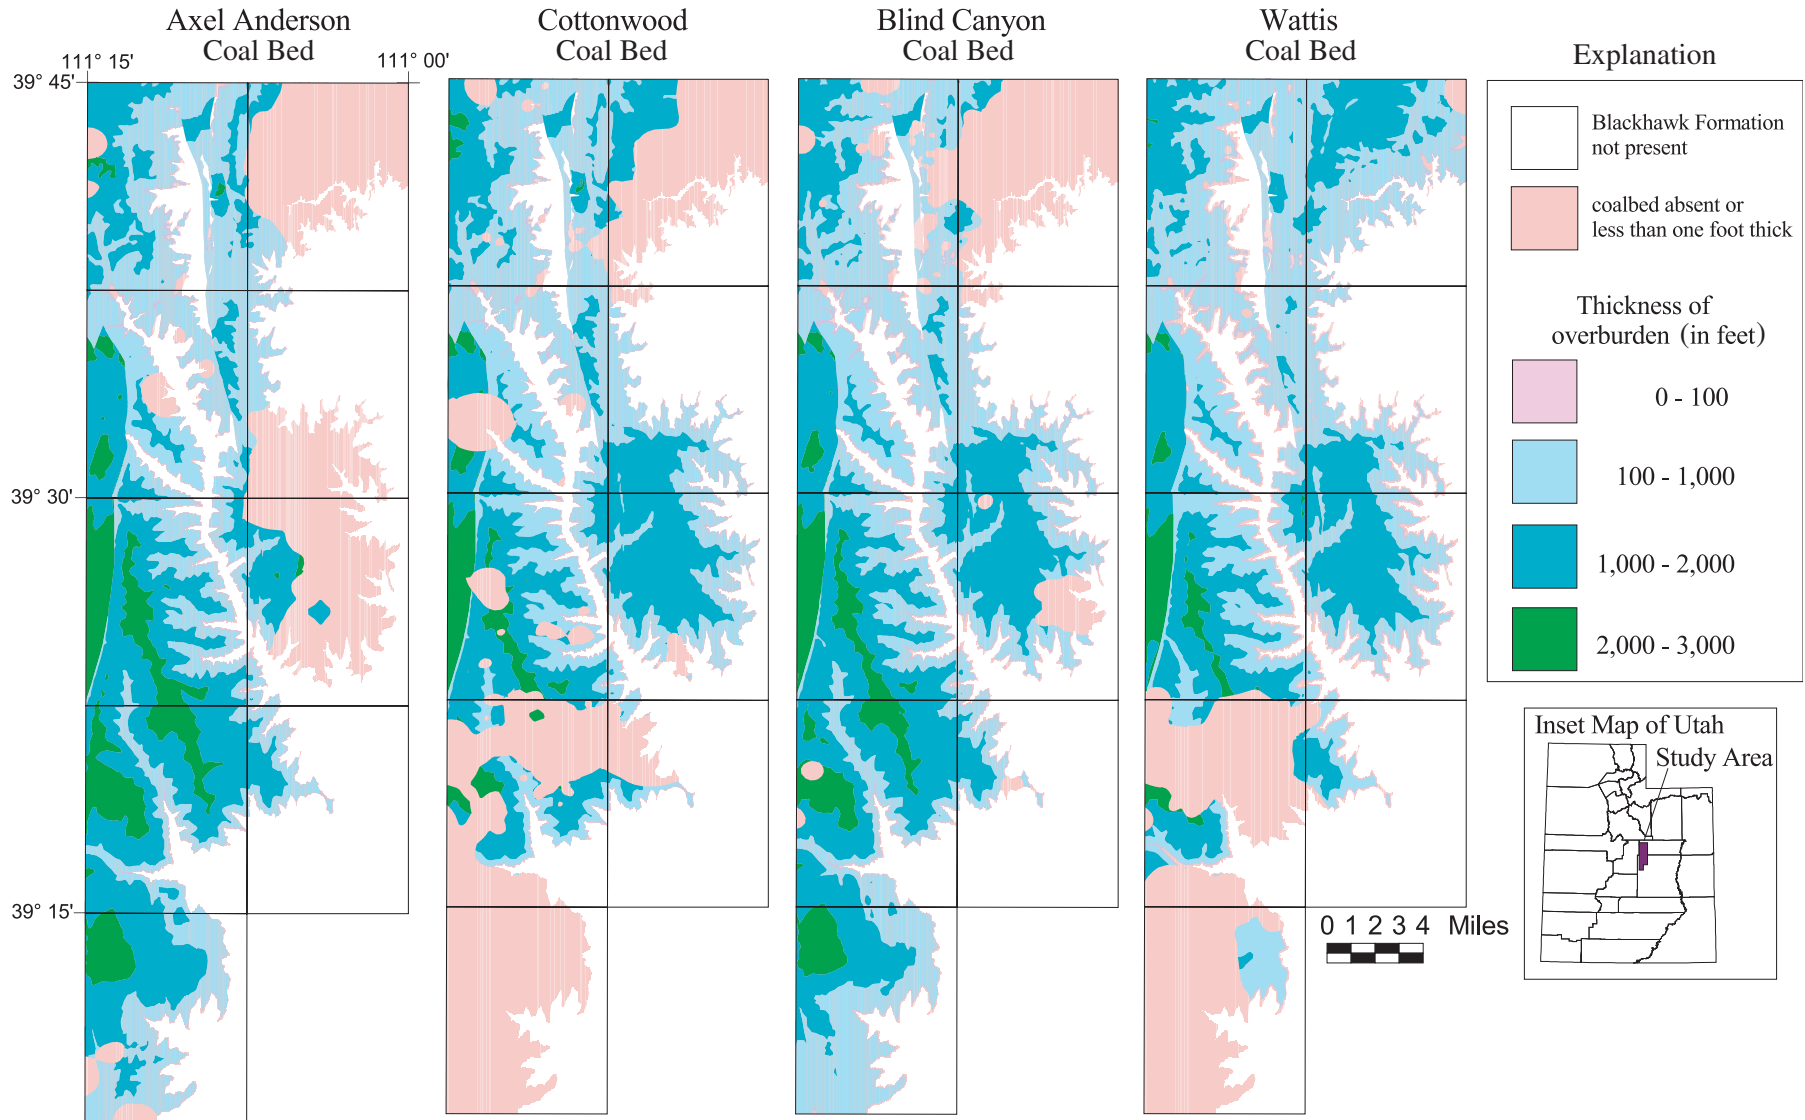 Axel Anderson
Coal Bed
Cottonwood
Coal Bed
Blind Canyon
Coal Bed
Wattis
Coal Bed
111° 15'
111° 00'
39° 45'
39° 30'
39° 15'
Explanation
Blackhawk Formation
not present
coalbed absent or
less than one foot thick
Thickness of
overburden (in feet)
0 - 100
100 - 1,000
1,000 - 2,000
2,000 - 3,000
Inset Map of Utah
Study Area
0 1 2 3 4 Miles